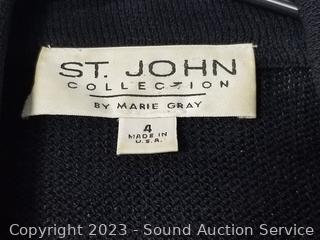 ST. JOHN
COLLECTION
BY MARIE GRAY
4
MADE IN
U.S.A.
Copyright 2023 - Sound Auction Service